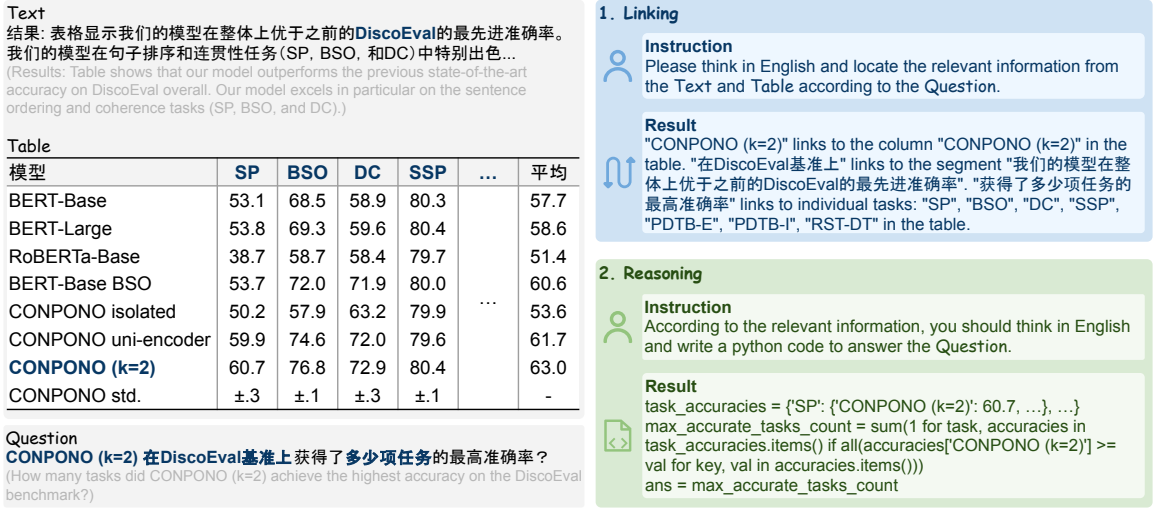 Text
结果: 表格显示我们的模型在整体上优于之前的DiscoEval的最先进准确率。
我们的模型在句子排序和连贯性任务(SP, BSO, 和DC)中特别出色...
(Results: Table shows that our model outperforms the previous state-of-the-art
accuracy on DiscoEval overall. Our model excels in particular on the sentence
ordering and coherence tasks (SP, BSO, and DC).)
Table
模型 SP BSO DC SSP ... 平均
BERT-Base 53.1 68.5 58.9 80.3 57.7
BERT-Large 53.8 69.3 59.6 80.4 58.6
RoBERTa-Base 38.7 58.7 58.4 79.7 51.4
BERT-Base BSO 53.7 72.0 71.9 80.0 ... 60.6
CONPONO isolated 50.2 57.9 63.2 79.9 53.6
CONPONO uni-encoder 59.9 74.6 72.0 79.6 61.7
CONPONO (k=2) 60.7 76.8 72.9 80.4 63.0
CONPONO std. ±.3 ±.1 ±.3 ±.1 -
Question
CONPONO (k=2) 在DiscoEval基准上获得了多少项任务的最高准确率？
(How many tasks did CONPONO (k=2) achieve the highest accuracy on the DiscoEval
benchmark?)
1. Linking
Instruction
Please think in English and locate the relevant information from
the Text and Table according to the Question.
Result
"CONPONO (k=2)" links to the column "CONPONO (k=2)" in the
table. "在DiscoEval基准上" links to the segment "我们的模型在整
体上优于之前的DiscoEval的最先进准确率". "获得了多少项任务的
最高准确率" links to individual tasks: "SP", "BSO", "DC", "SSP",
"PDTB-E", "PDTB-I", "RST-DT" in the table.
2. Reasoning
Instruction
According to the relevant information, you should think in English
and write a python code to answer the Question.
Result
task_accuracies = {'SP': {'CONPONO (k=2)': 60.7, …}, …}
max_accurate_tasks_count = sum(1 for task, accuracies in
task_accuracies.items() if all(accuracies['CONPONO (k=2)'] >=
val for key, val in accuracies.items()))
ans = max_accurate_tasks_count